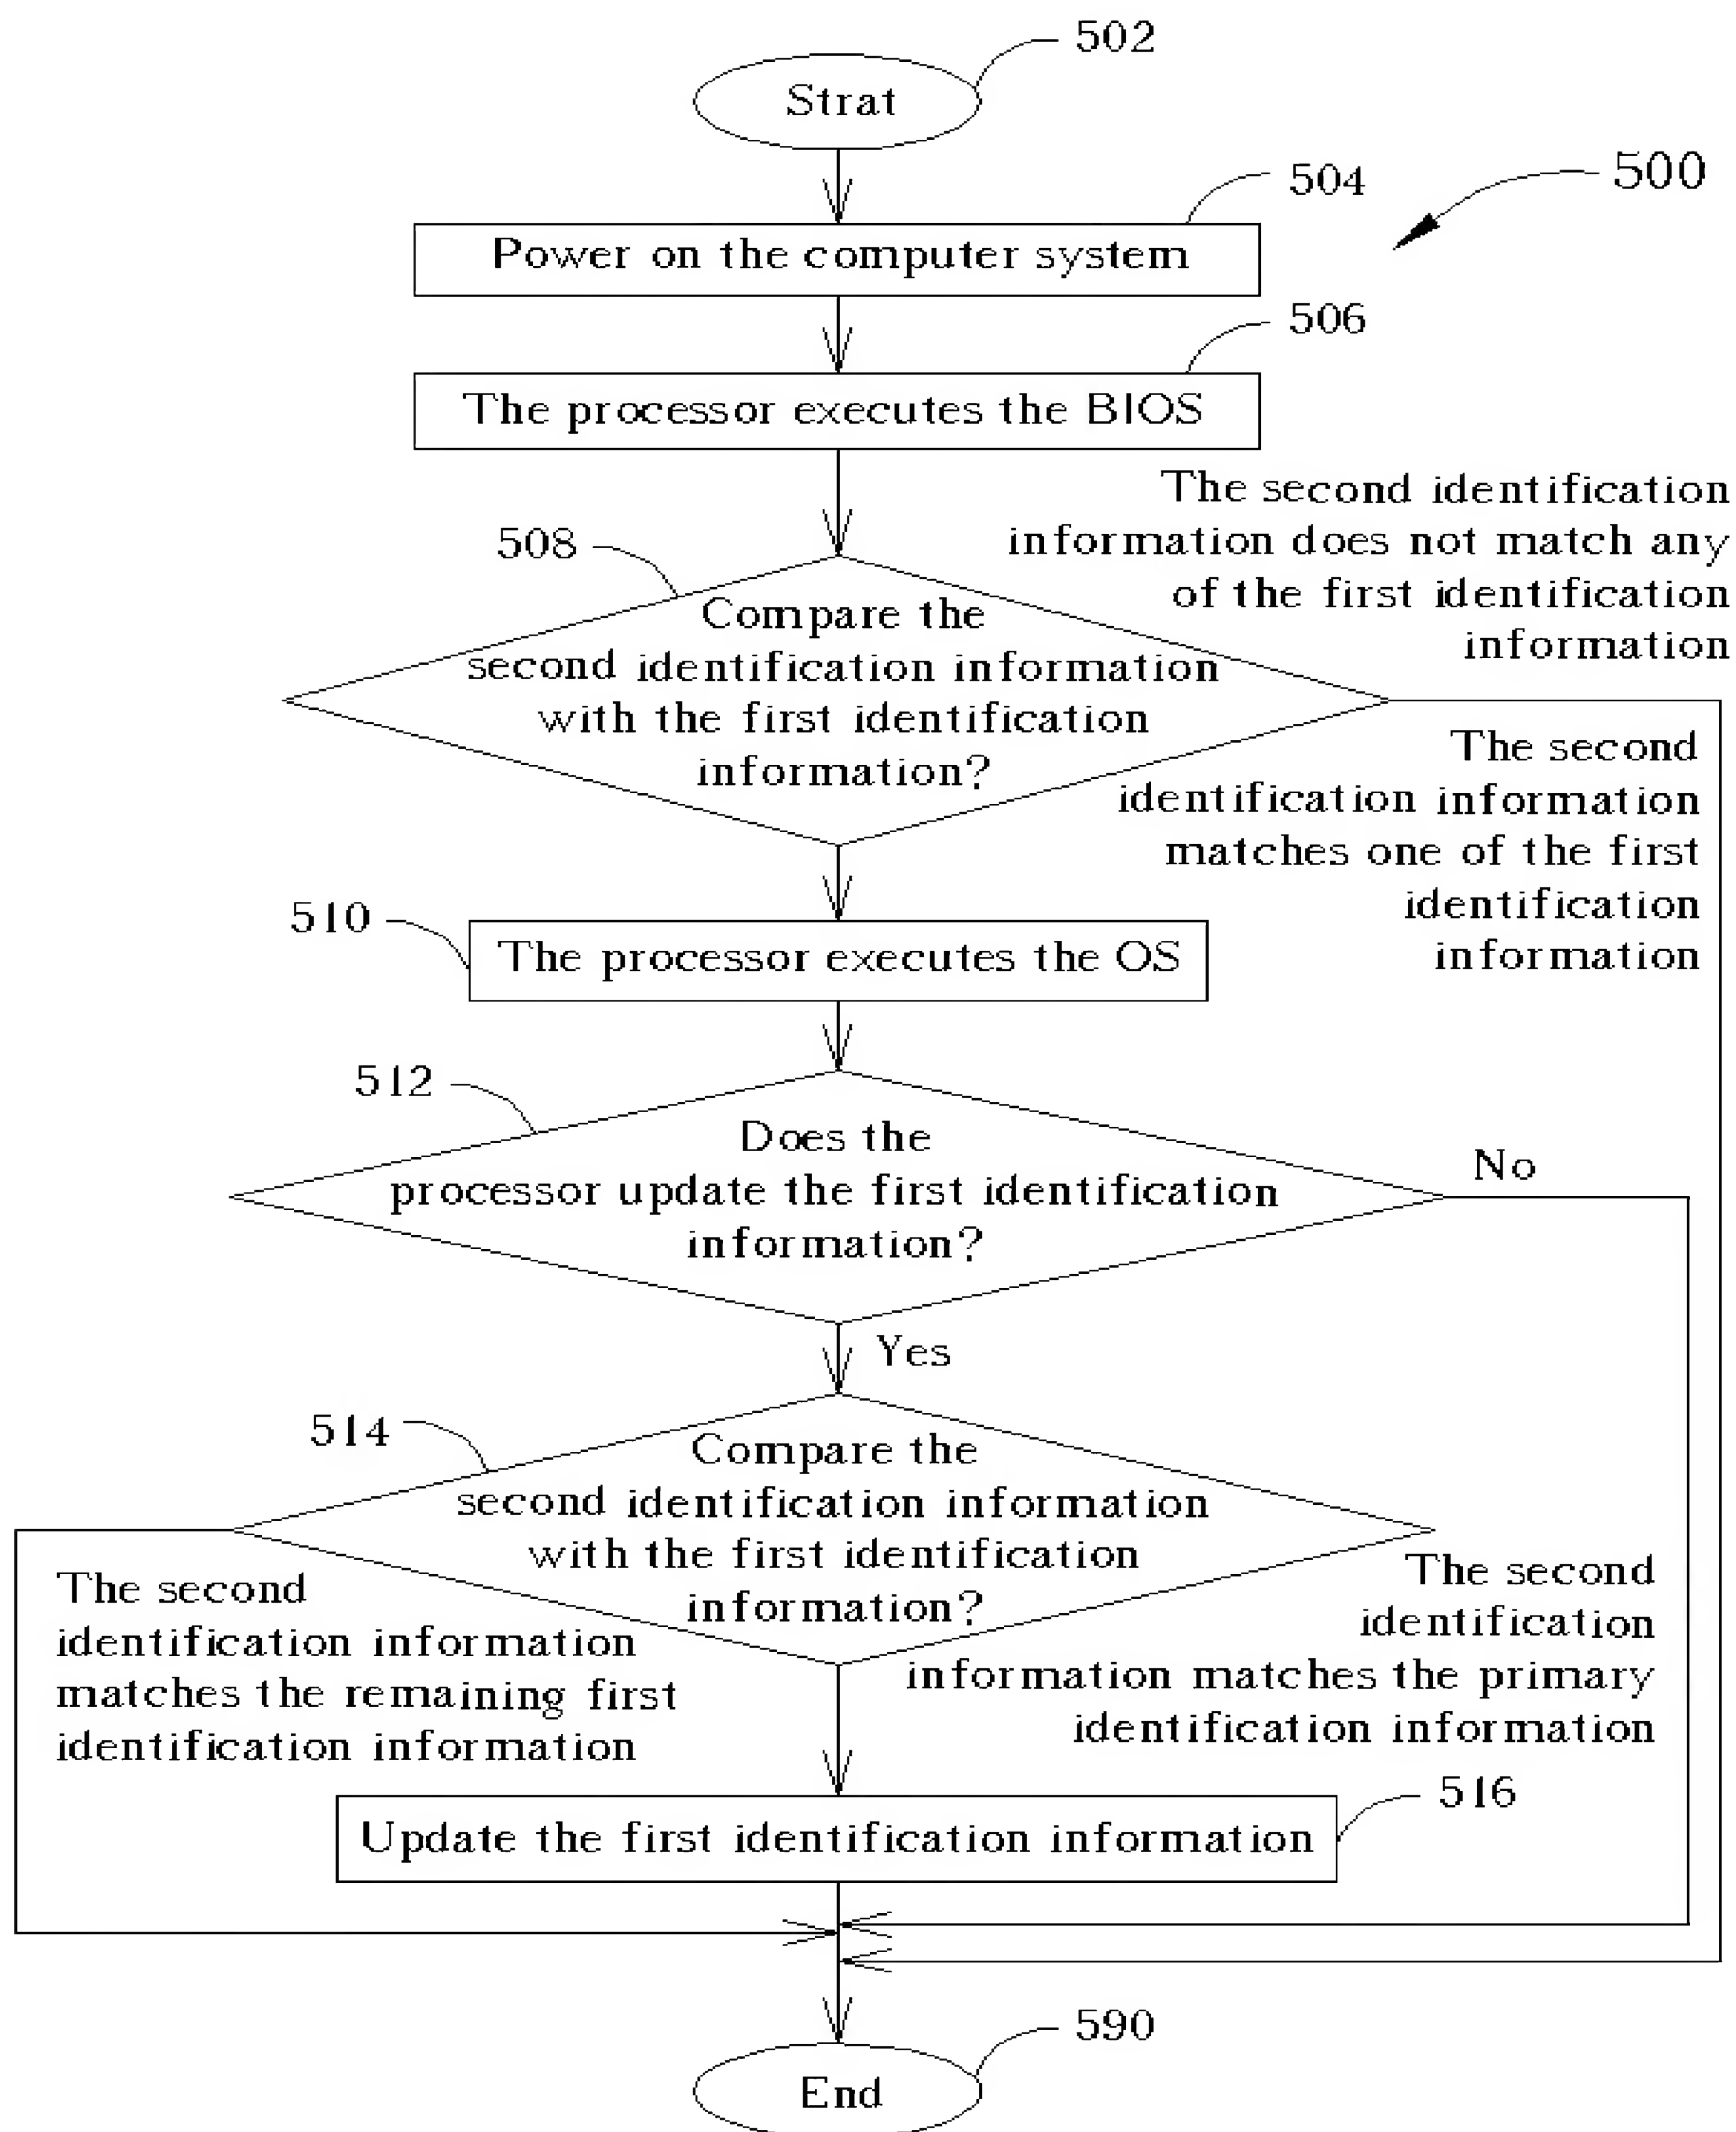 502
Strat
504
500
Power on the computer system
506
The processor executes the BIOS
The second identification
information does not match any
of the first identification
information
508
Compare the
second identification information
with the first identification
information?
The second
identification information
matches one of the first
identification
information
510
The processor executes the OS
512
Does the
processor update the first identification
information?
No
Yes
514
Compare the
second identification information
with the first identification
information?
The second
identification information
matches the remaining first
identification information
The second
identification
information matches the primary
identification information
516
Update the first identification information
590
End